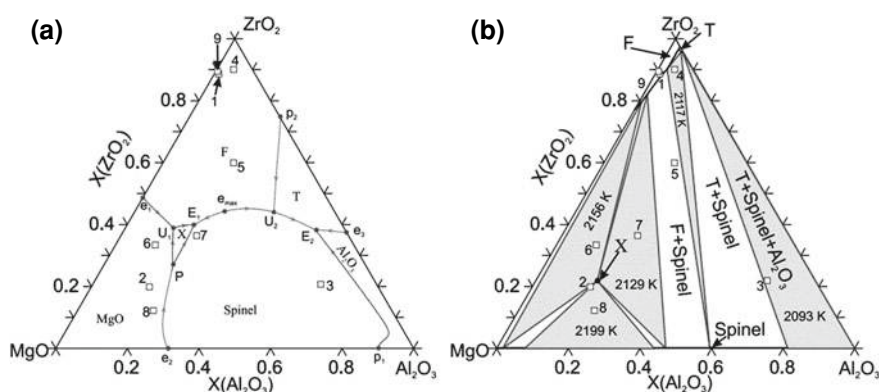 (a)
ZrO2
9
4
1
0.8
p2
X(ZrO2)
0.6
F
5
T
e1
0.4
E1
emax
U2
U1
X
7
6
E2
e3
Al2O3
P
0.2
2
3
8
MgO
Spinel
MgO
e2
p1
Al2O3
0.2
0.4
0.6
0.8
X(Al2O3)
(b)
ZrO2
F
T
9
1
4
0.8
2117 K
X(ZrO2)
0.6
5
0.4
2156 K
7
6
X
F+Spinel
T+Spinel
T+Spinel+Al2O3
0.2
2
2129 K
3
8
2199 K
2093 K
Spinel
MgO
Al2O3
0.2
0.4
0.6
0.8
X(Al2O3)